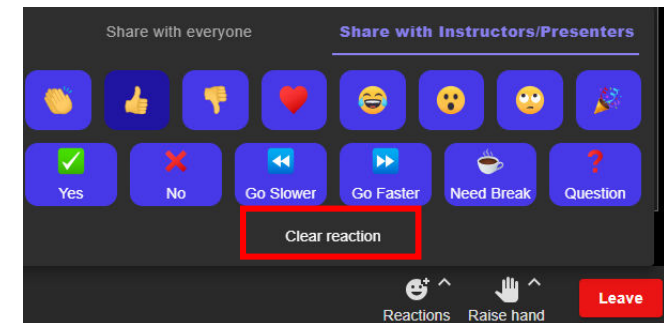 Share with everyone Share with Instructors/Presenters
Yes No Go Slower Go Faster Need Break Question
Clear reaction
Reactions Raise hand Leave